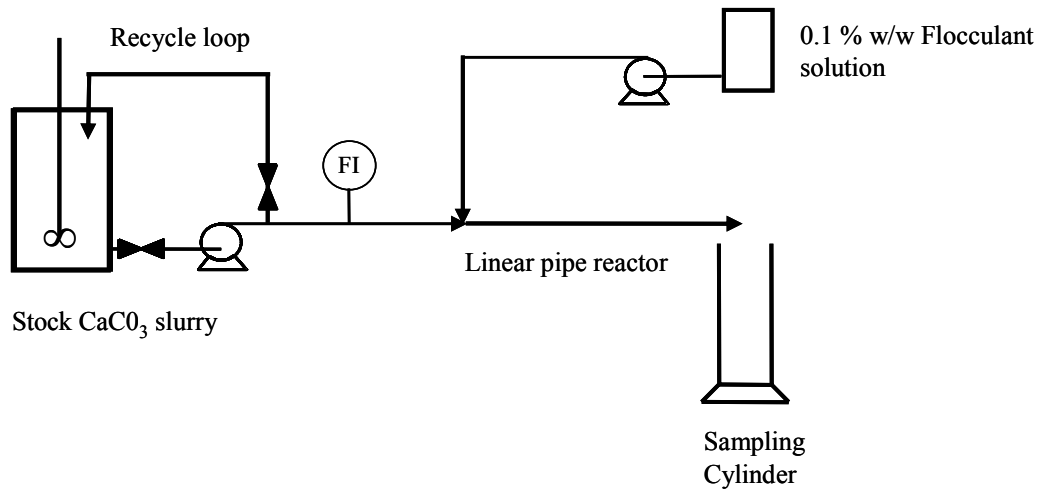 Recycle loop
0.1 % w/w Flocculant
solution
FI
Linear pipe reactor
Stock CaC0₃ slurry
Sampling
Cylinder